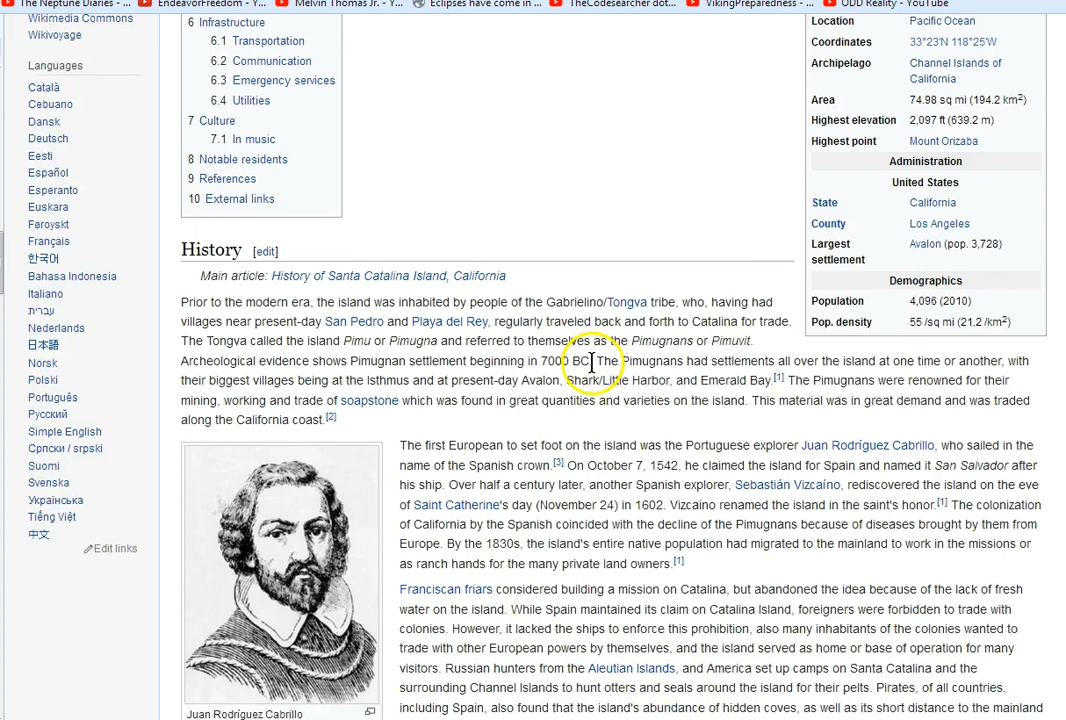 The Neptune Diaries - ...
EndeavorFreedom - Y...
Melvin Thomas Jr. - Y...
Eclipses have come in ...
TheCodesearcher dot...
VikingPreparedness - ...
ODD Reality - YouTube
Wikimedia Commons
Wikivoyage
Languages
Català
Cebuano
Dansk
Deutsch
Eesti
Español
Esperanto
Euskara
Føroyskt
Français
한국어
Bahasa Indonesia
Italiano
עברית
Nederlands
日本語
Norsk
Polski
Português
Русский
Simple English
Српски / srpski
Suomi
Svenska
Українська
Tiếng Việt
中文
Edit links
6 Infrastructure
6.1 Transportation
6.2 Communication
6.3 Emergency services
6.4 Utilities
7 Culture
7.1 In music
8 Notable residents
9 References
10 External links
Location Pacific Ocean
Coordinates 33°23′N 118°25′W
Archipelago Channel Islands of
California
Area 74.98 sq mi (194.2 km2)
Highest elevation 2,097 ft (639.2 m)
Highest point Mount Orizaba
Administration
United States
State California
County Los Angeles
Largest Avalon (pop. 3,728)
settlement
Demographics
Population 4,096 (2010)
Pop. density 55 /sq mi (21.2 /km2)
History [edit]
Main article: History of Santa Catalina Island, California
Prior to the modern era, the island was inhabited by people of the Gabrielino/Tongva tribe, who, having had
villages near present-day San Pedro and Playa del Rey, regularly traveled back and forth to Catalina for trade.
The Tongva called the island Pimu or Pimugna and referred to themselves as the Pimugnans or Pimuvit.
Archeological evidence shows Pimugnan settlement beginning in 7000 BC. The Pimugnans had settlements all over the island at one time or another, with
their biggest villages being at the Isthmus and at present-day Avalon, Shark/Little Harbor, and Emerald Bay.[1] The Pimugnans were renowned for their
mining, working and trade of soapstone which was found in great quantities and varieties on the island. This material was in great demand and was traded
along the California coast.[2]
The first European to set foot on the island was the Portuguese explorer Juan Rodríguez Cabrillo, who sailed in the
name of the Spanish crown.[3] On October 7, 1542, he claimed the island for Spain and named it San Salvador after
his ship. Over half a century later, another Spanish explorer, Sebastián Vizcaíno, rediscovered the island on the eve
of Saint Catherine's day (November 24) in 1602. Vizcaino renamed the island in the saint's honor.[1] The colonization
of California by the Spanish coincided with the decline of the Pimugnans because of diseases brought by them from
Europe. By the 1830s, the island's entire native population had migrated to the mainland to work in the missions or
as ranch hands for the many private land owners.[1]
Franciscan friars considered building a mission on Catalina, but abandoned the idea because of the lack of fresh
water on the island. While Spain maintained its claim on Catalina Island, foreigners were forbidden to trade with
colonies. However, it lacked the ships to enforce this prohibition, also many inhabitants of the colonies wanted to
trade with other European powers by themselves, and the island served as home or base of operation for many
visitors. Russian hunters from the Aleutian Islands, and America set up camps on Santa Catalina and the
surrounding Channel Islands to hunt otters and seals around the island for their pelts. Pirates, of all countries,
including Spain, also found that the island's abundance of hidden coves, as well as its short distance to the mainland
Juan Rodríguez Cabrillo